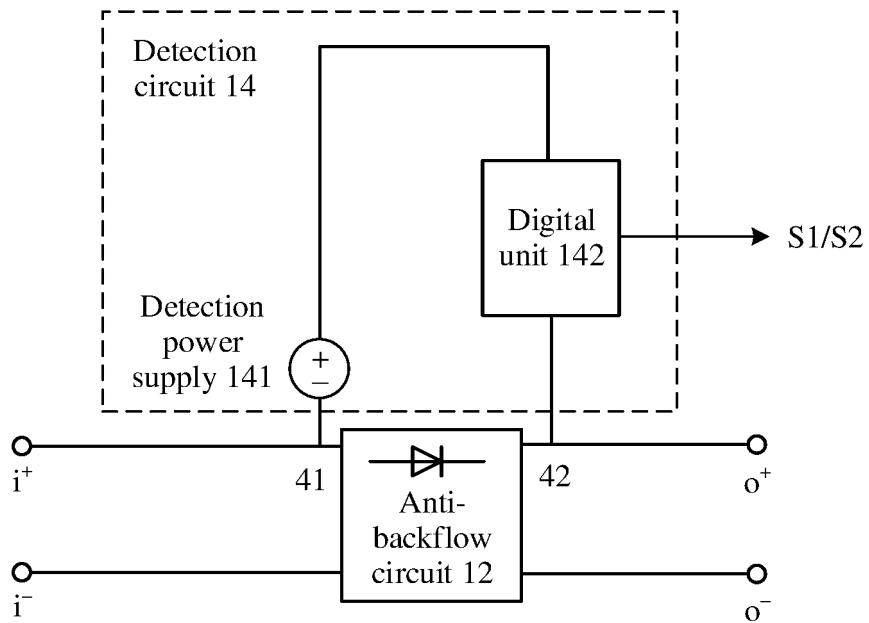 Detection
circuit 14
Digital
unit 142
S1/S2
Detection
power
supply 141
+
–
i⁺
41
42
o⁺
Anti-
backflow
circuit 12
i⁻
o⁻